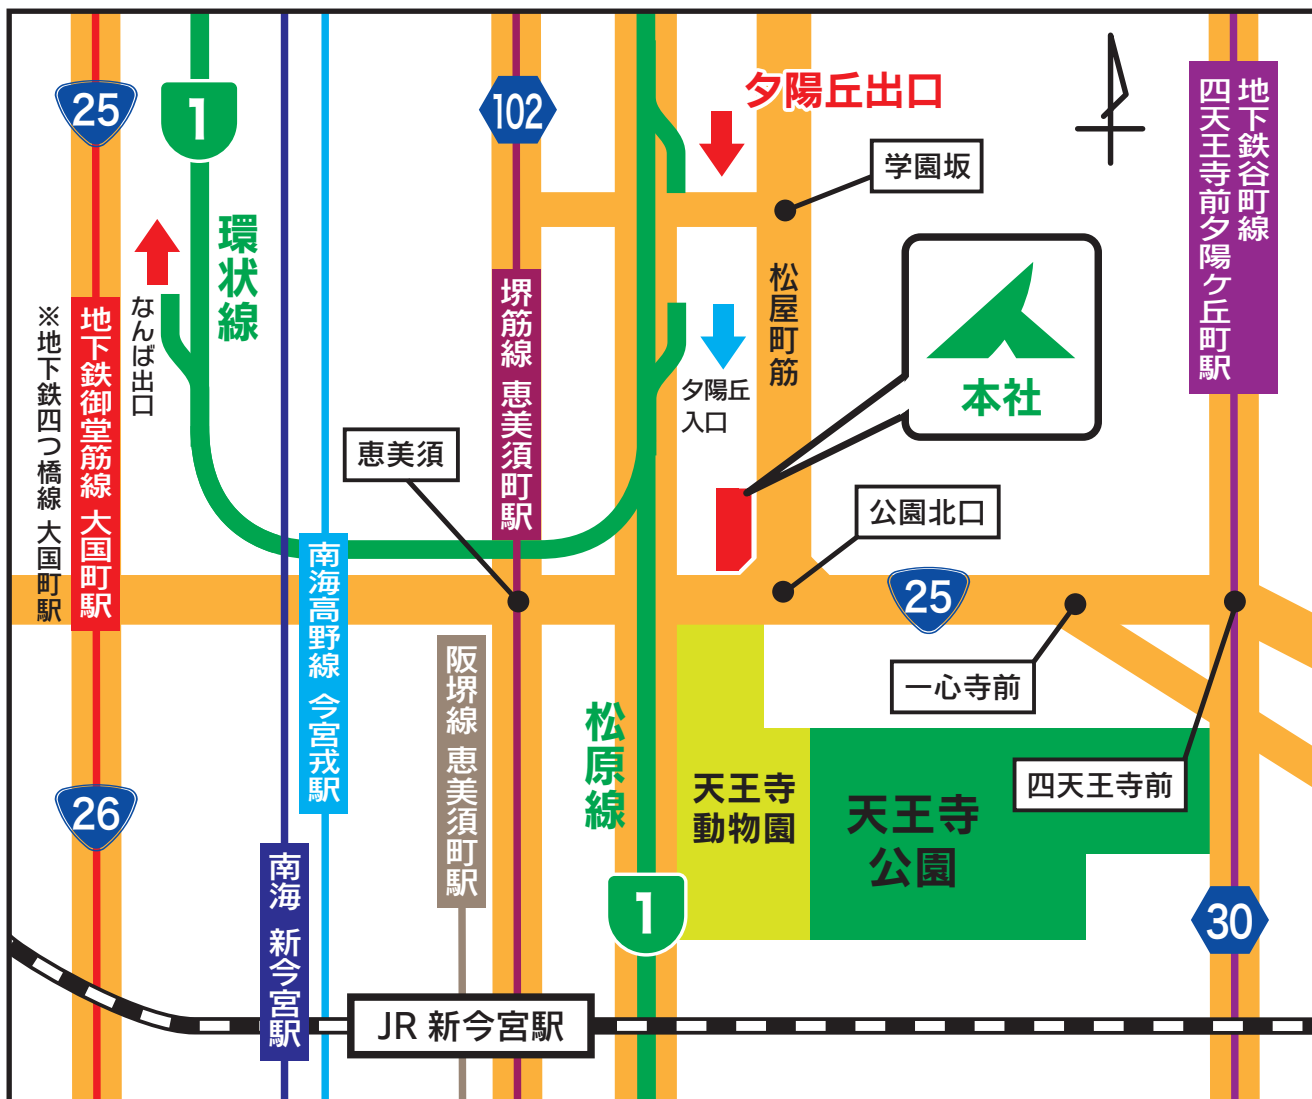 25
1
102
夕陽丘出口
学園坂
地下鉄谷町線
四天王寺前夕陽ケ丘町駅
環状線
なんば出口
地下鉄御堂筋線 大国町駅
※地下鉄四つ橋線 大国町駅
堺筋線 恵美須町駅
松屋町筋
夕陽丘
入口
本社
恵美須
公園北口
25
南海高野線 今宮戎駅
阪堺線 恵美須町駅
一心寺前
四天王寺前
松原線
天王寺
動物園
天王寺
公園
26
南海 新今宮駅
1
30
JR 新今宮駅